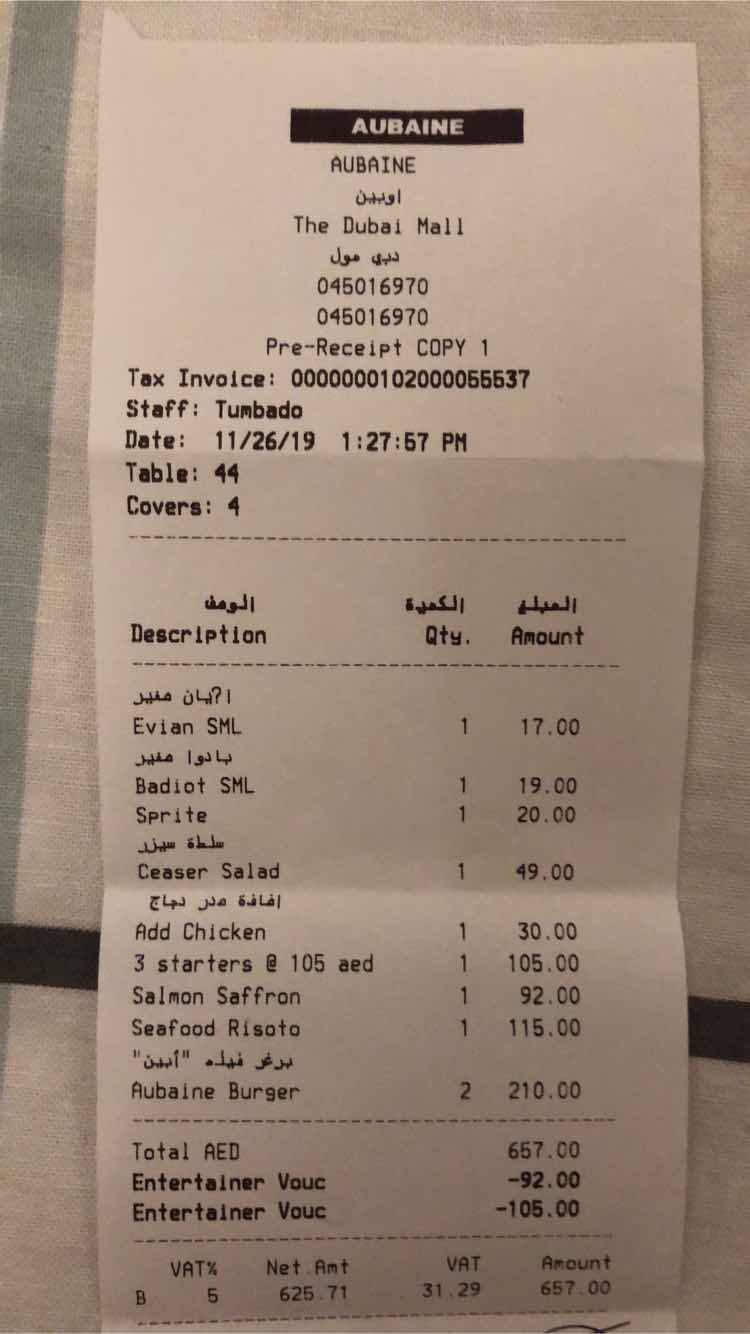 AUBAINE
AUBAINE
اوبين
The Dubai Mall
دبي مول
045016970
045016970
Pre-Receipt COPY 1
Tax Invoice: 0000000102000055537
Staff: Tumbado
Date: 11/26/19 1:27:57 PM
Table: 44
Covers: 4
الوصف الكمية المبلغ
Description Qty. Amount
ا?يان صغير
Evian SML 1 17.00
بادوا صغير
Badiot SML 1 19.00
Sprite 1 20.00
سلطة سيزر
Ceaser Salad 1 49.00
إضافة صدر دجاج
Add Chicken 1 30.00
3 starters @ 105 aed 1 105.00
Salmon Saffron 1 92.00
Seafood Risoto 1 115.00
برغر فيله "أبين"
Aubaine Burger 2 210.00
Total AED 657.00
Entertainer Vouc -92.00
Entertainer Vouc -105.00
VAT% Net Amt VAT Amount
B 5 625.71 31.29 657.00